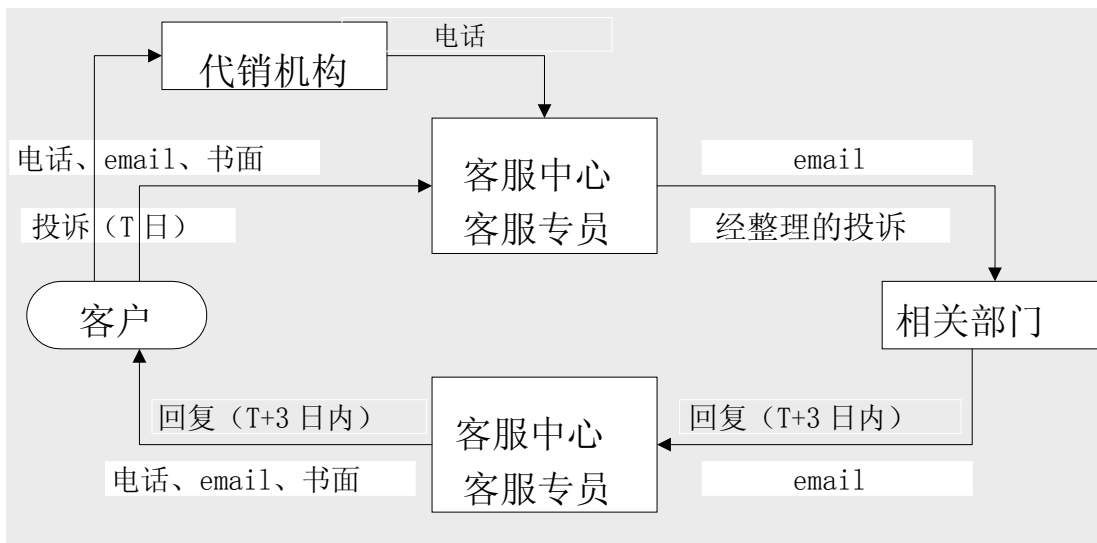 电话
代销机构
电话、email、书面
客服中心
客服专员
email
投诉（T日）
经整理的投诉
客户
相关部门
回复（T+3日内）
客服中心
客服专员
回复（T+3日内）
电话、email、书面
email